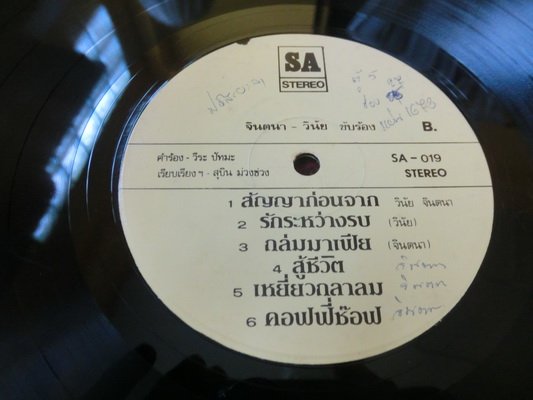 SA
STEREO
จินตนา - วินัย ขับร้อง B.
คำร้อง - วีระ ปัทมะ
เรียบเรียงฯ - สุบิน ม่วงช่วง
SA - 019
STEREO
1 สัญญาก่อนจาก วินัย จินตนา
2 รักระหว่างรบ (วินัย)
3 ถล่มมาเฟีย (จินตนา)
4 สู้ชีวิต
5 เหยี่ยวถลาลม
6 คอฟฟี่ช๊อฟ